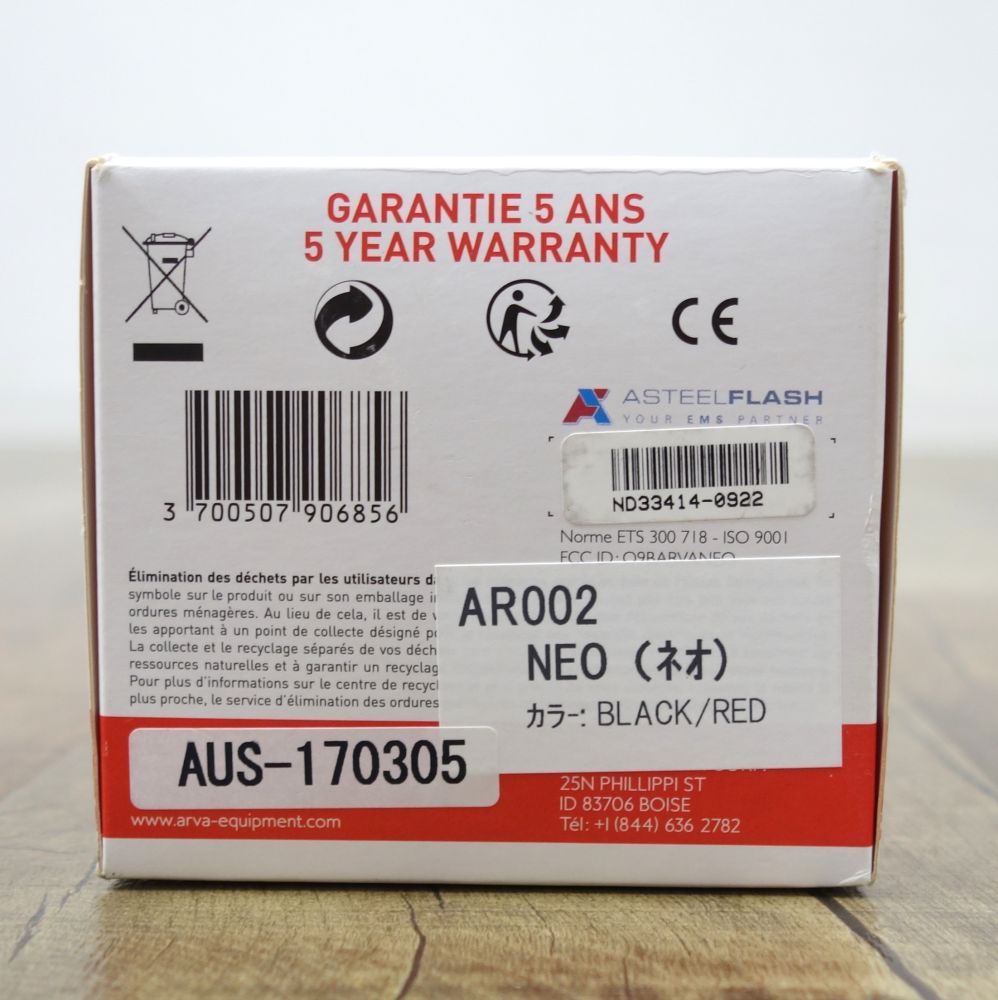 GARANTIE 5 ANS
5 YEAR WARRANTY
CE
ASTEELFLASH
YOUR EMS PARTNER
ND33414-0922
3 700507 906856
Norme ETS 300 718 - ISO 9001
FCC ID: O9BARVANEO
Élimination des déchets par les utilisateurs
symbole sur le produit ou sur son emballage
ordures ménagères. Au lieu de cela, il est de
les apportant à un point de collecte désigné
La collecte et le recyclage séparés de vos
ressources naturelles et à garantir un
Pour plus d'informations sur le centre de
plus proche, le service d'élimination des ordures
AR002
NEO (ネオ)
カラー: BLACK/RED
AUS-170305
www.arva-equipment.com
25N PHILLIPPI ST
ID 83706 BOISE
Tél: +1 (844) 636 2782